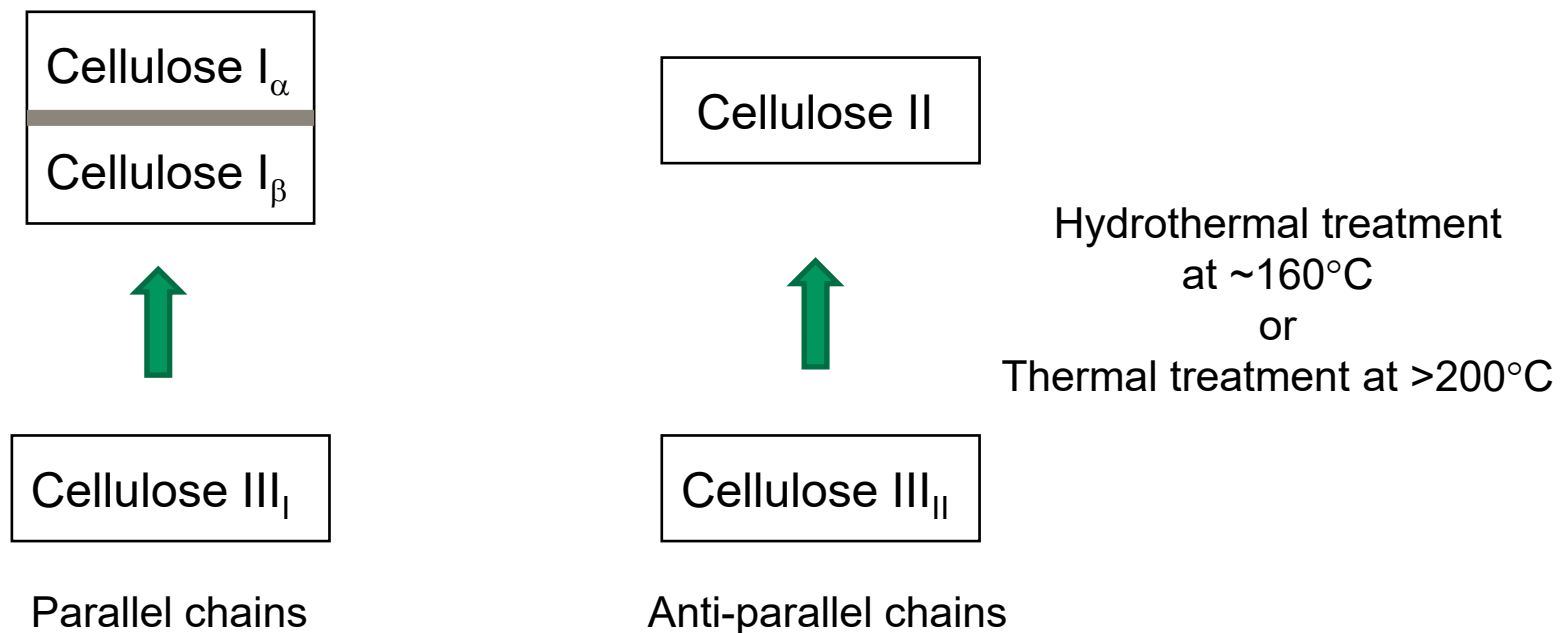 Cellulose Iα
Cellulose Iβ
Cellulose II
Hydrothermal treatment
at ~160°C
or
Thermal treatment at >200°C
Cellulose IIII
Cellulose IIIII
Parallel chains
Anti-parallel chains